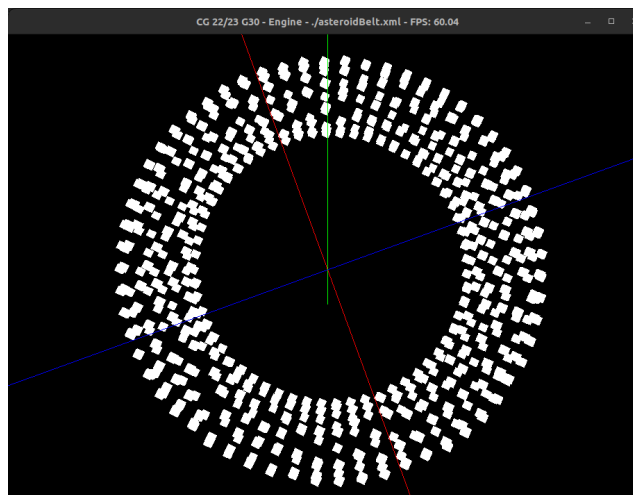 CG 22/23 G30 - Engine - ./asteroidBelt.xml - FPS: 60.04